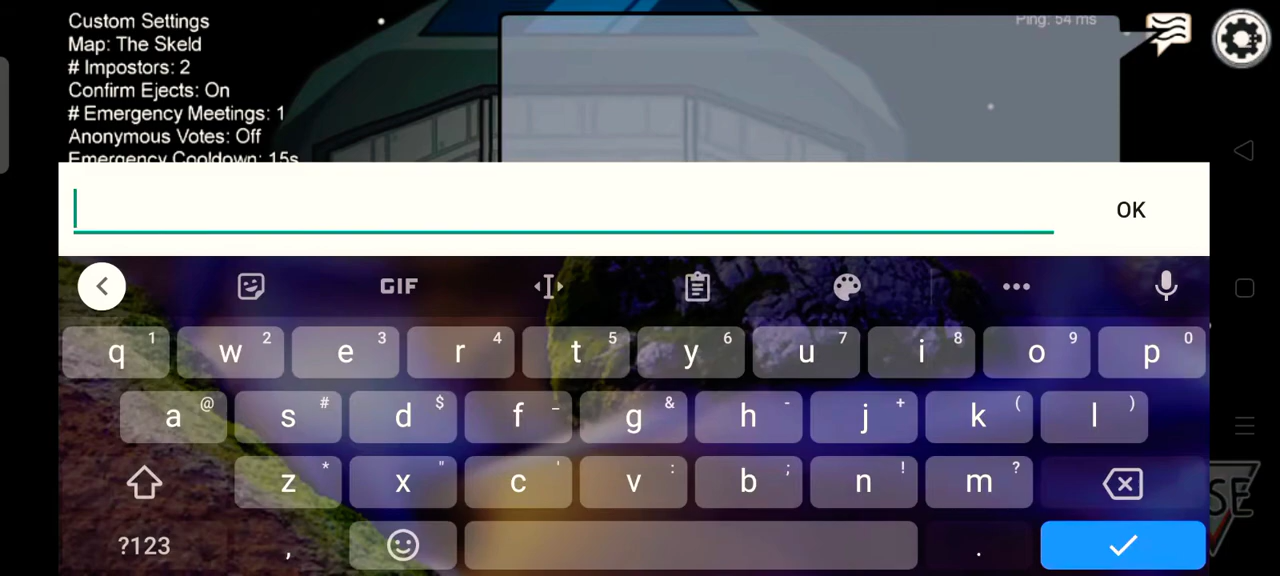 Custom Settings
Map: The Skeld
# Impostors: 2
Confirm Ejects: On
# Emergency Meetings: 1
Anonymous Votes: Off
Emergency Cooldown: 15s
Ping: 54 ms
OK
GIF
q 1 w 2 e 3 r 4 t 5 y 6 u 7 i 8 o 9 p 0
a @ s # d $ f _ g & h - j + k ( l )
z * x " c ' v : b ; n ! m ?
?123 , .
SE